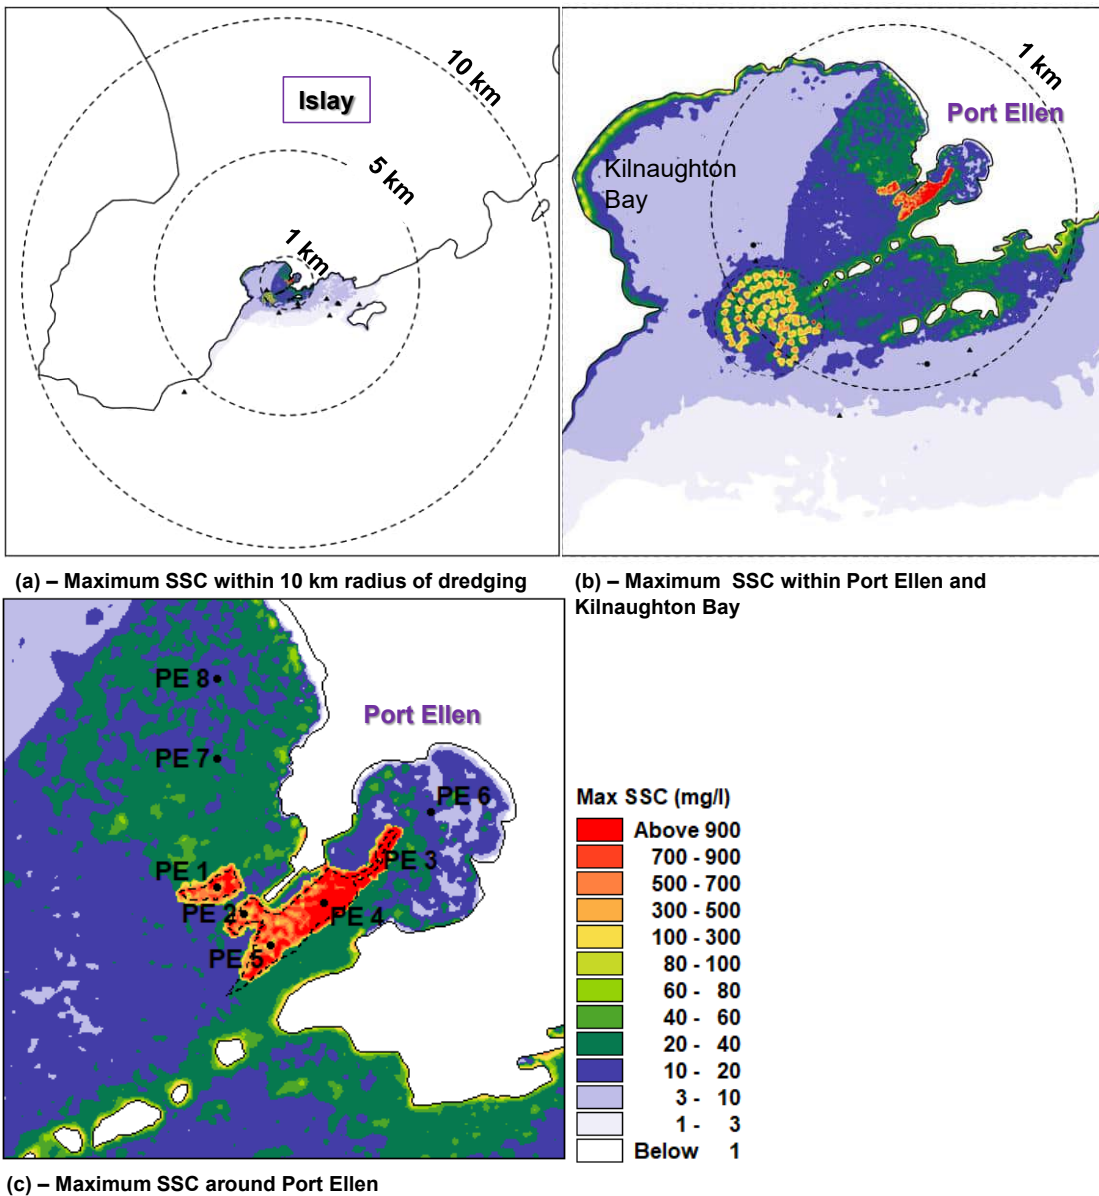 10 km
Islay
5 km
1 km
1 km
Port Ellen
Kilnaughton
Bay
(a) – Maximum SSC within 10 km radius of dredging
(b) – Maximum SSC within Port Ellen and
Kilnaughton Bay
PE 8
Port Ellen
PE 7
PE 6
PE 3
PE 1
PE 2
PE 4
PE 5
Max SSC (mg/l)
Above 900
700 - 900
500 - 700
300 - 500
100 - 300
80 - 100
60 - 80
40 - 60
20 - 40
10 - 20
3 - 10
1 - 3
Below 1
(c) – Maximum SSC around Port Ellen